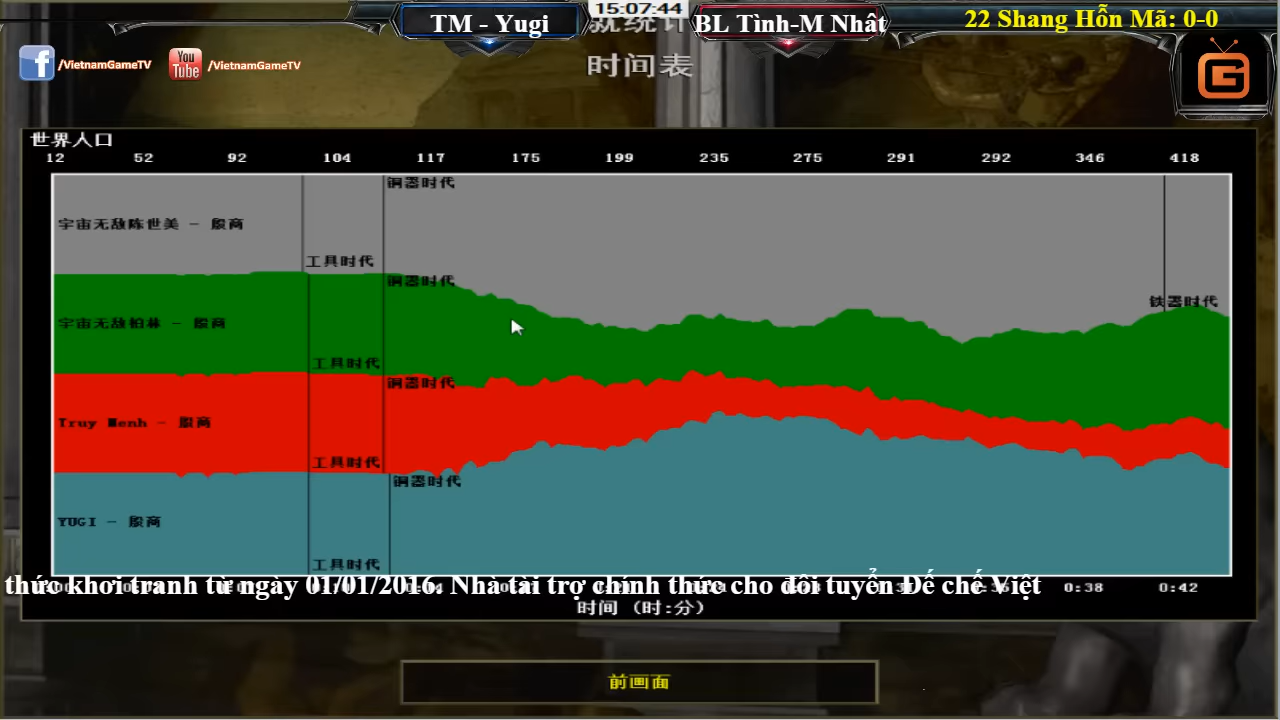 15:07:44
TM - Yugi
BL Tình-M Nhât
22 Shang Hỗn Mã: 0-0
就统计
时间表
/VietnamGameTV
You Tube /VietnamGameTV
世界人口
12 52 92 104 117 175 199 235 275 291 292 346 418
铜器时代
宇宙无敌陈世美 - 殷商
工具时代
铜器时代
铁器时代
宇宙无敌柏林 - 殷商
工具时代
铜器时代
Truy Menh - 殷商
工具时代
铜器时代
YUGI - 殷商
工具时代
thức khơi tranh từ ngày 01/01/2016. Nhà tài trợ chính thức cho đôi tuyển Đế chế Việt
0:38 0:42
时间 (时:分)
前画面